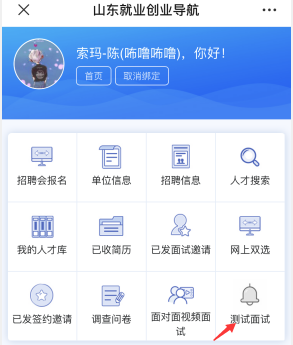 山东就业创业导航
索玛-陈(咘噜咘噜)，你好！
首页 取消绑定
招聘会报名 单位信息 招聘信息 人才搜索
我的人才库 已收简历 已发面试邀请 网上双选
已发签约邀请 调查问卷 面对面视频面 测试面试
试